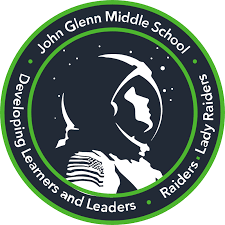 John Glenn Middle School
Developing Learners and Leaders
Raiders • Lady Raiders